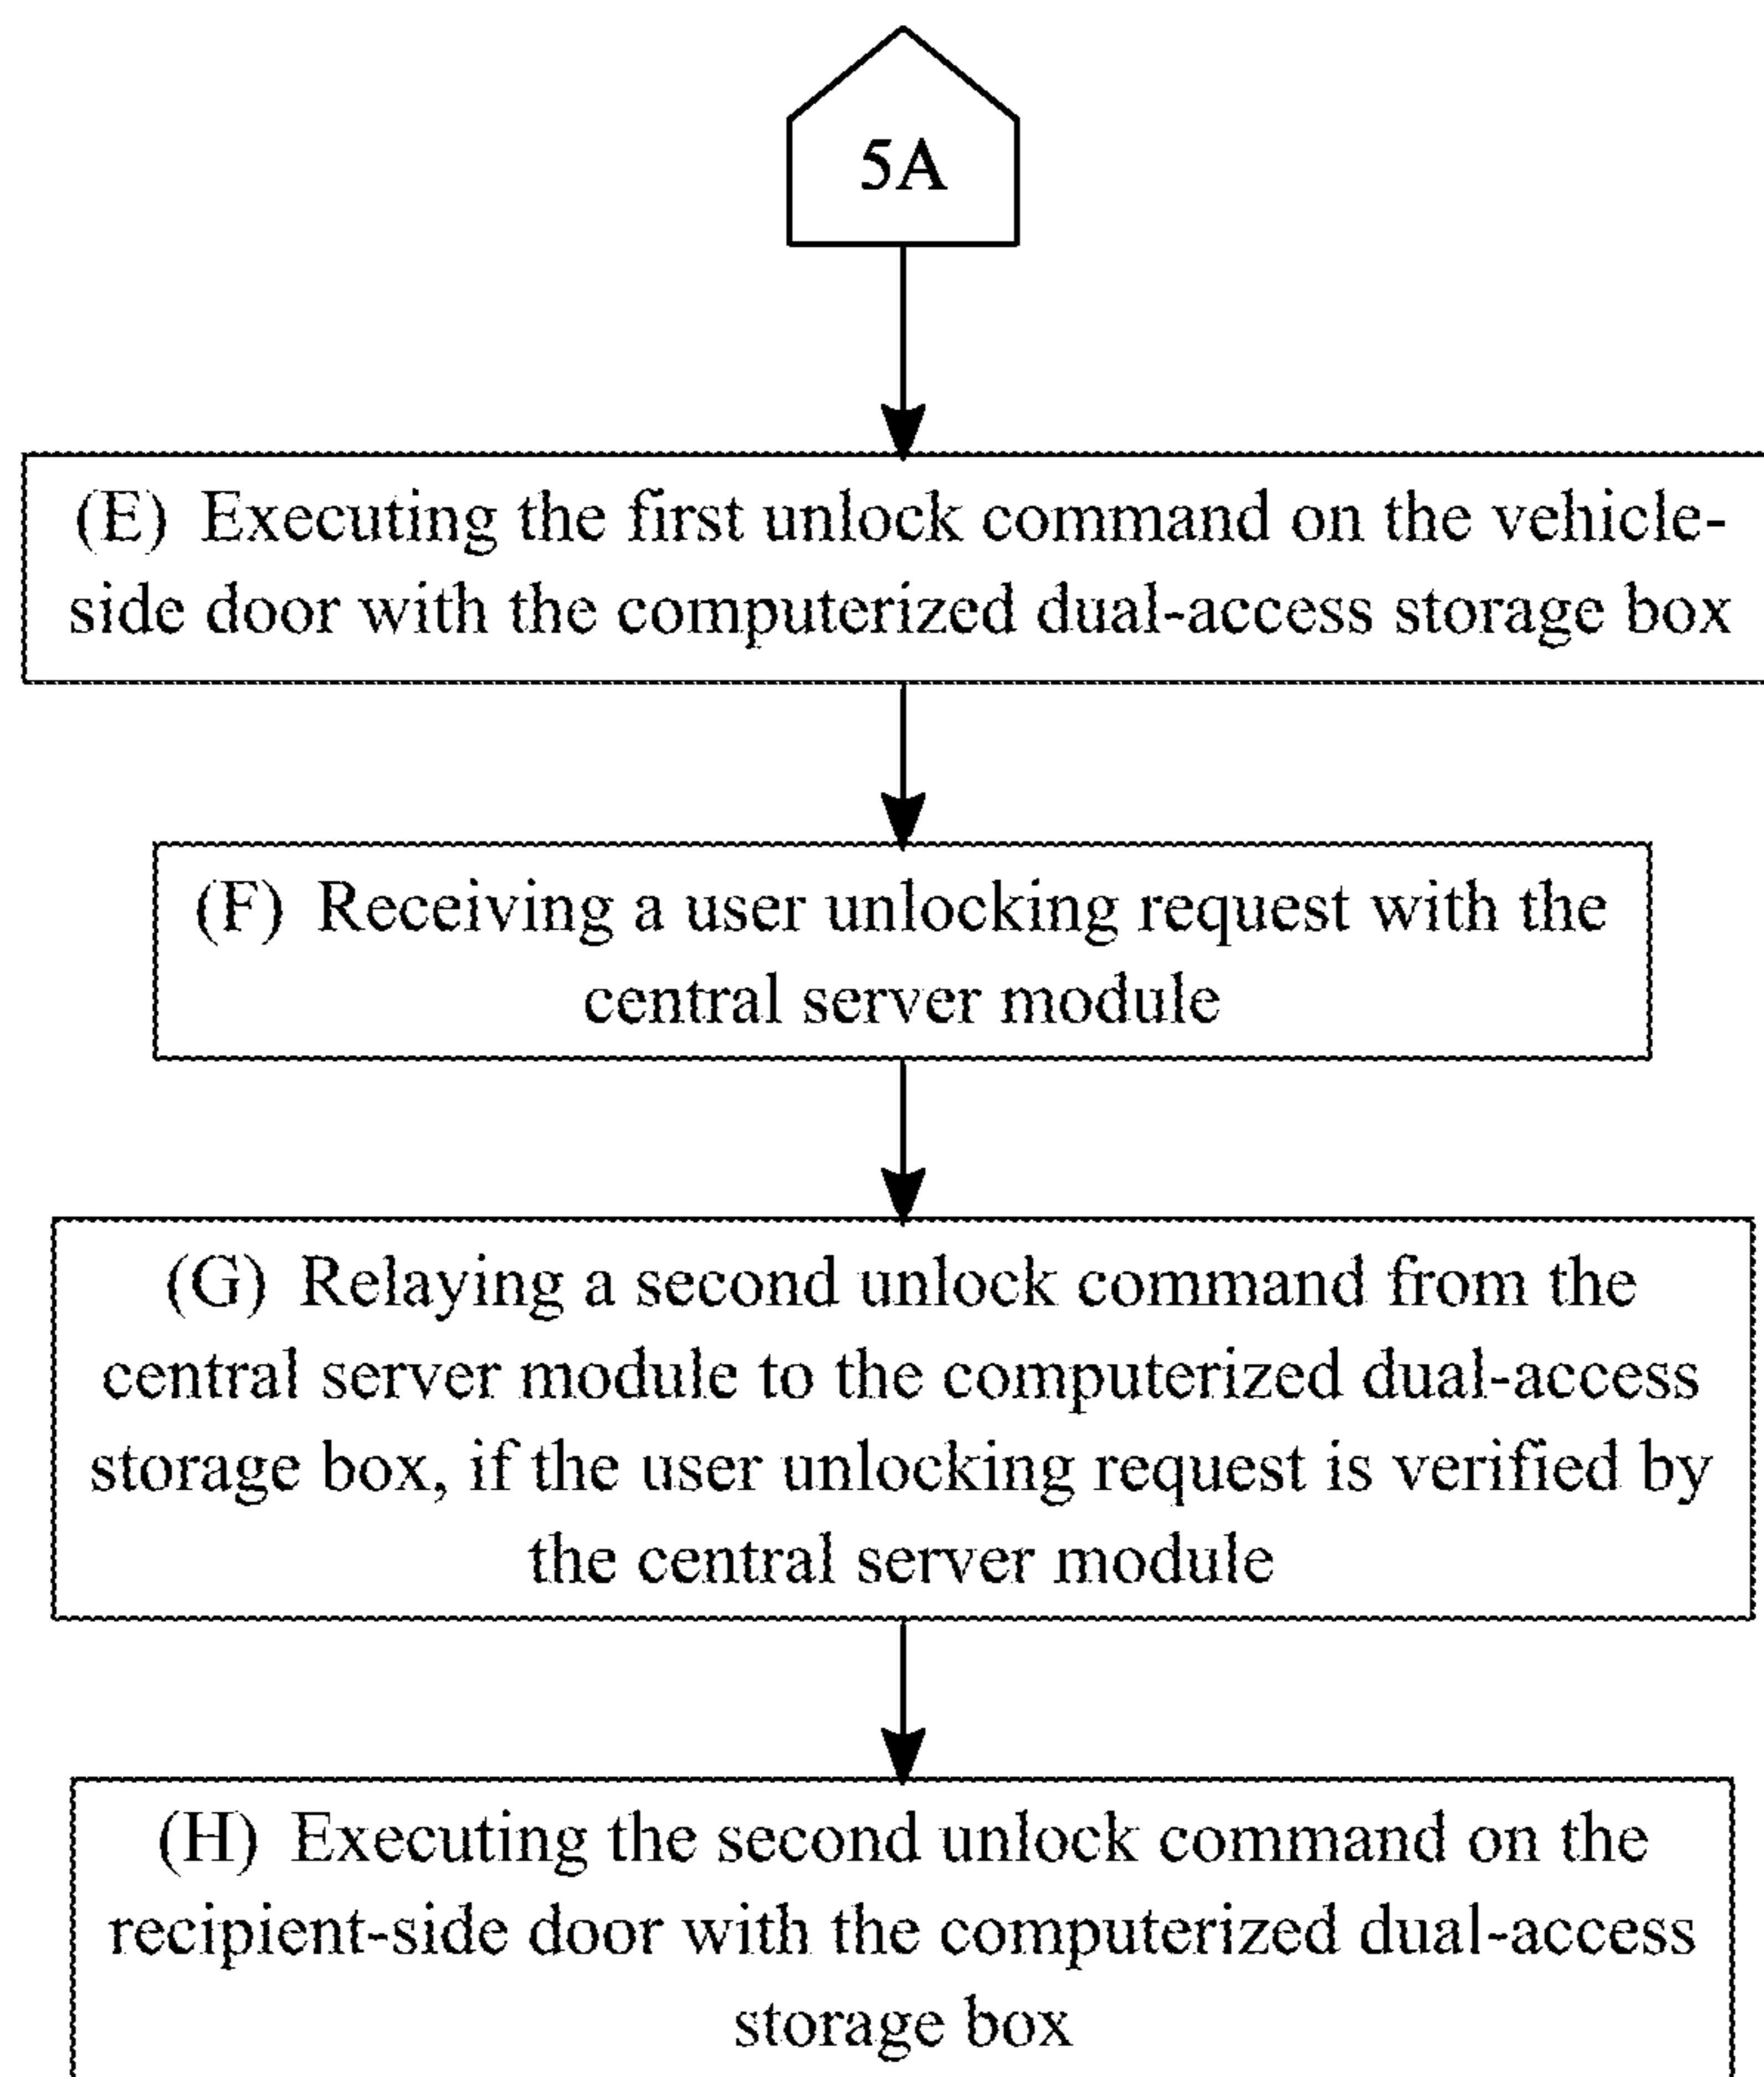 5A
(E) Executing the first unlock command on the vehicle-
side door with the computerized dual-access storage box
(F) Receiving a user unlocking request with the
central server module
(G) Relaying a second unlock command from the
central server module to the computerized dual-access
storage box, if the user unlocking request is verified by
the central server module
(H) Executing the second unlock command on the
recipient-side door with the computerized dual-access
storage box